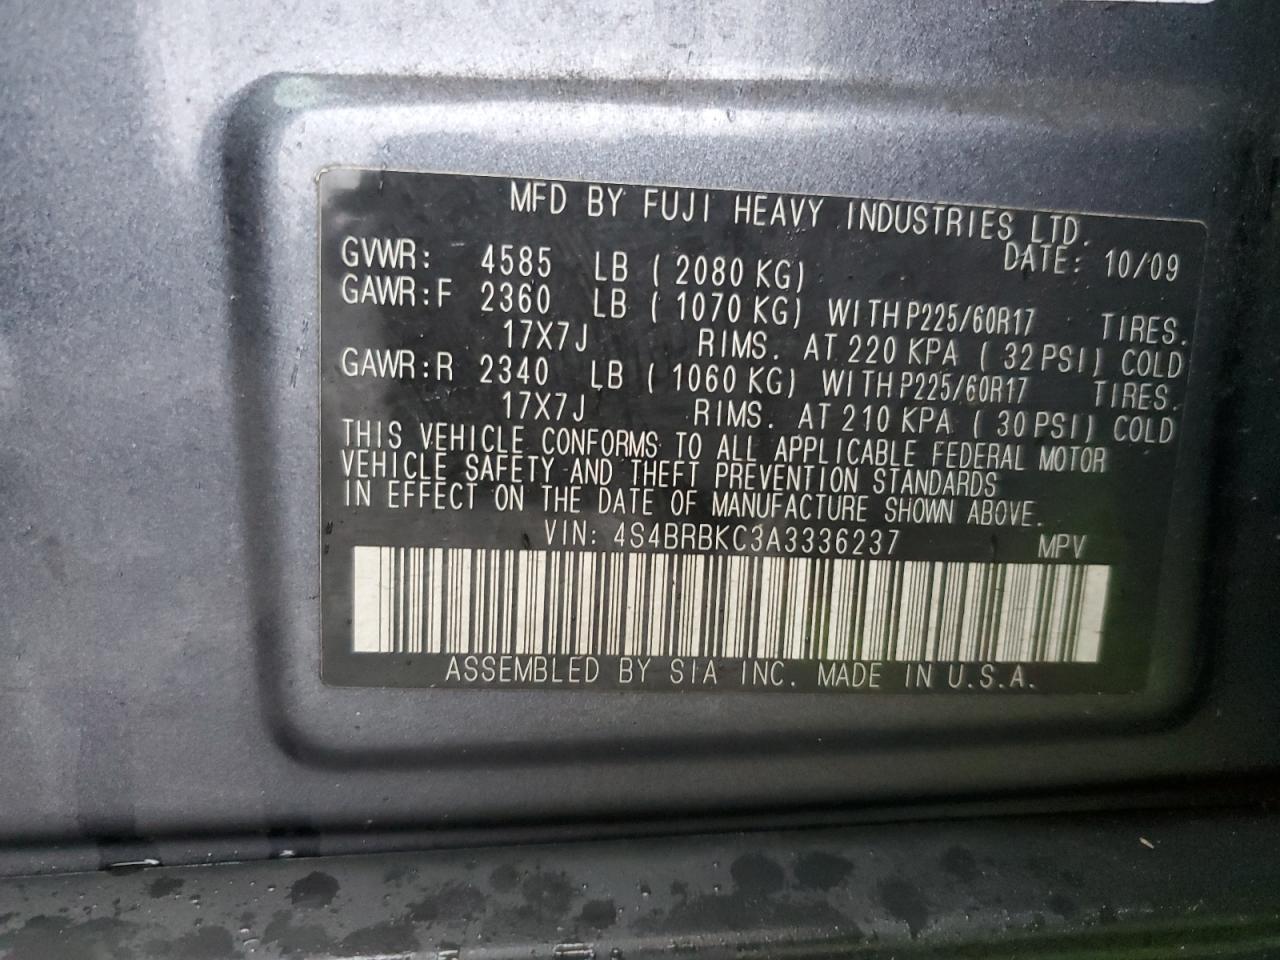 MFD BY FUJI HEAVY INDUSTRIES LTD.
DATE: 10/09
GVWR: 4585 LB (2080 KG)
GAWR:F 2360 LB (1070 KG) WITH P225/60R17 TIRES.
17X7J RIMS. AT 220 KPA (32 PSI) COLD
GAWR:R 2340 LB (1060 KG) WITH P225/60R17 TIRES.
17X7J RIMS. AT 210 KPA (30 PSI) COLD
THIS VEHICLE CONFORMS TO ALL APPLICABLE FEDERAL MOTOR
VEHICLE SAFETY AND THEFT PREVENTION STANDARDS
IN EFFECT ON THE DATE OF MANUFACTURE SHOWN ABOVE.
VIN: 4S4BRBKC3A3336237 MPV
ASSEMBLED BY SIA INC. MADE IN U.S.A.